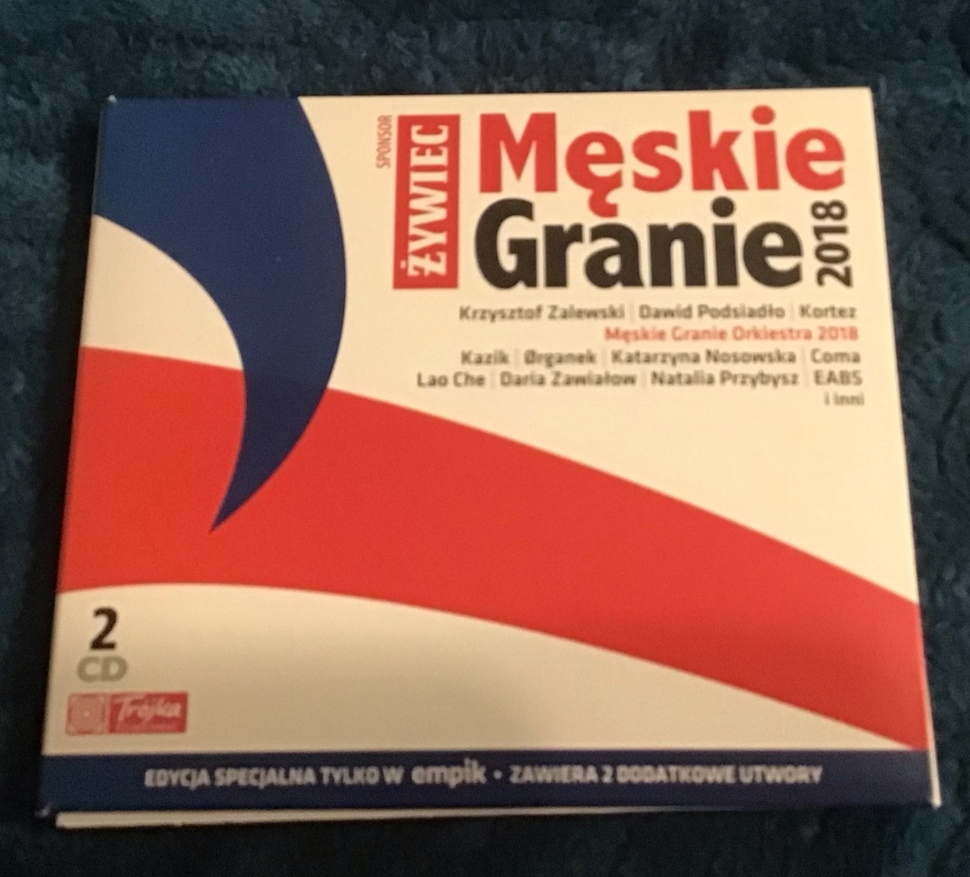 SPONSOR
ŻYWIEC
Męskie
Granie
2018
Krzysztof Zalewski | Dawid Podsiadło | Kortez
Męskie Granie Orkiestra 2018
Kazik | Ørganek | Katarzyna Nosowska | Coma
Lao Che | Daria Zawiałow | Natalia Przybysz | EABS
i inni
2
CD
Trójka
EDYCJA SPECJALNA TYLKO W empik • ZAWIERA 2 DODATKOWE UTWORY